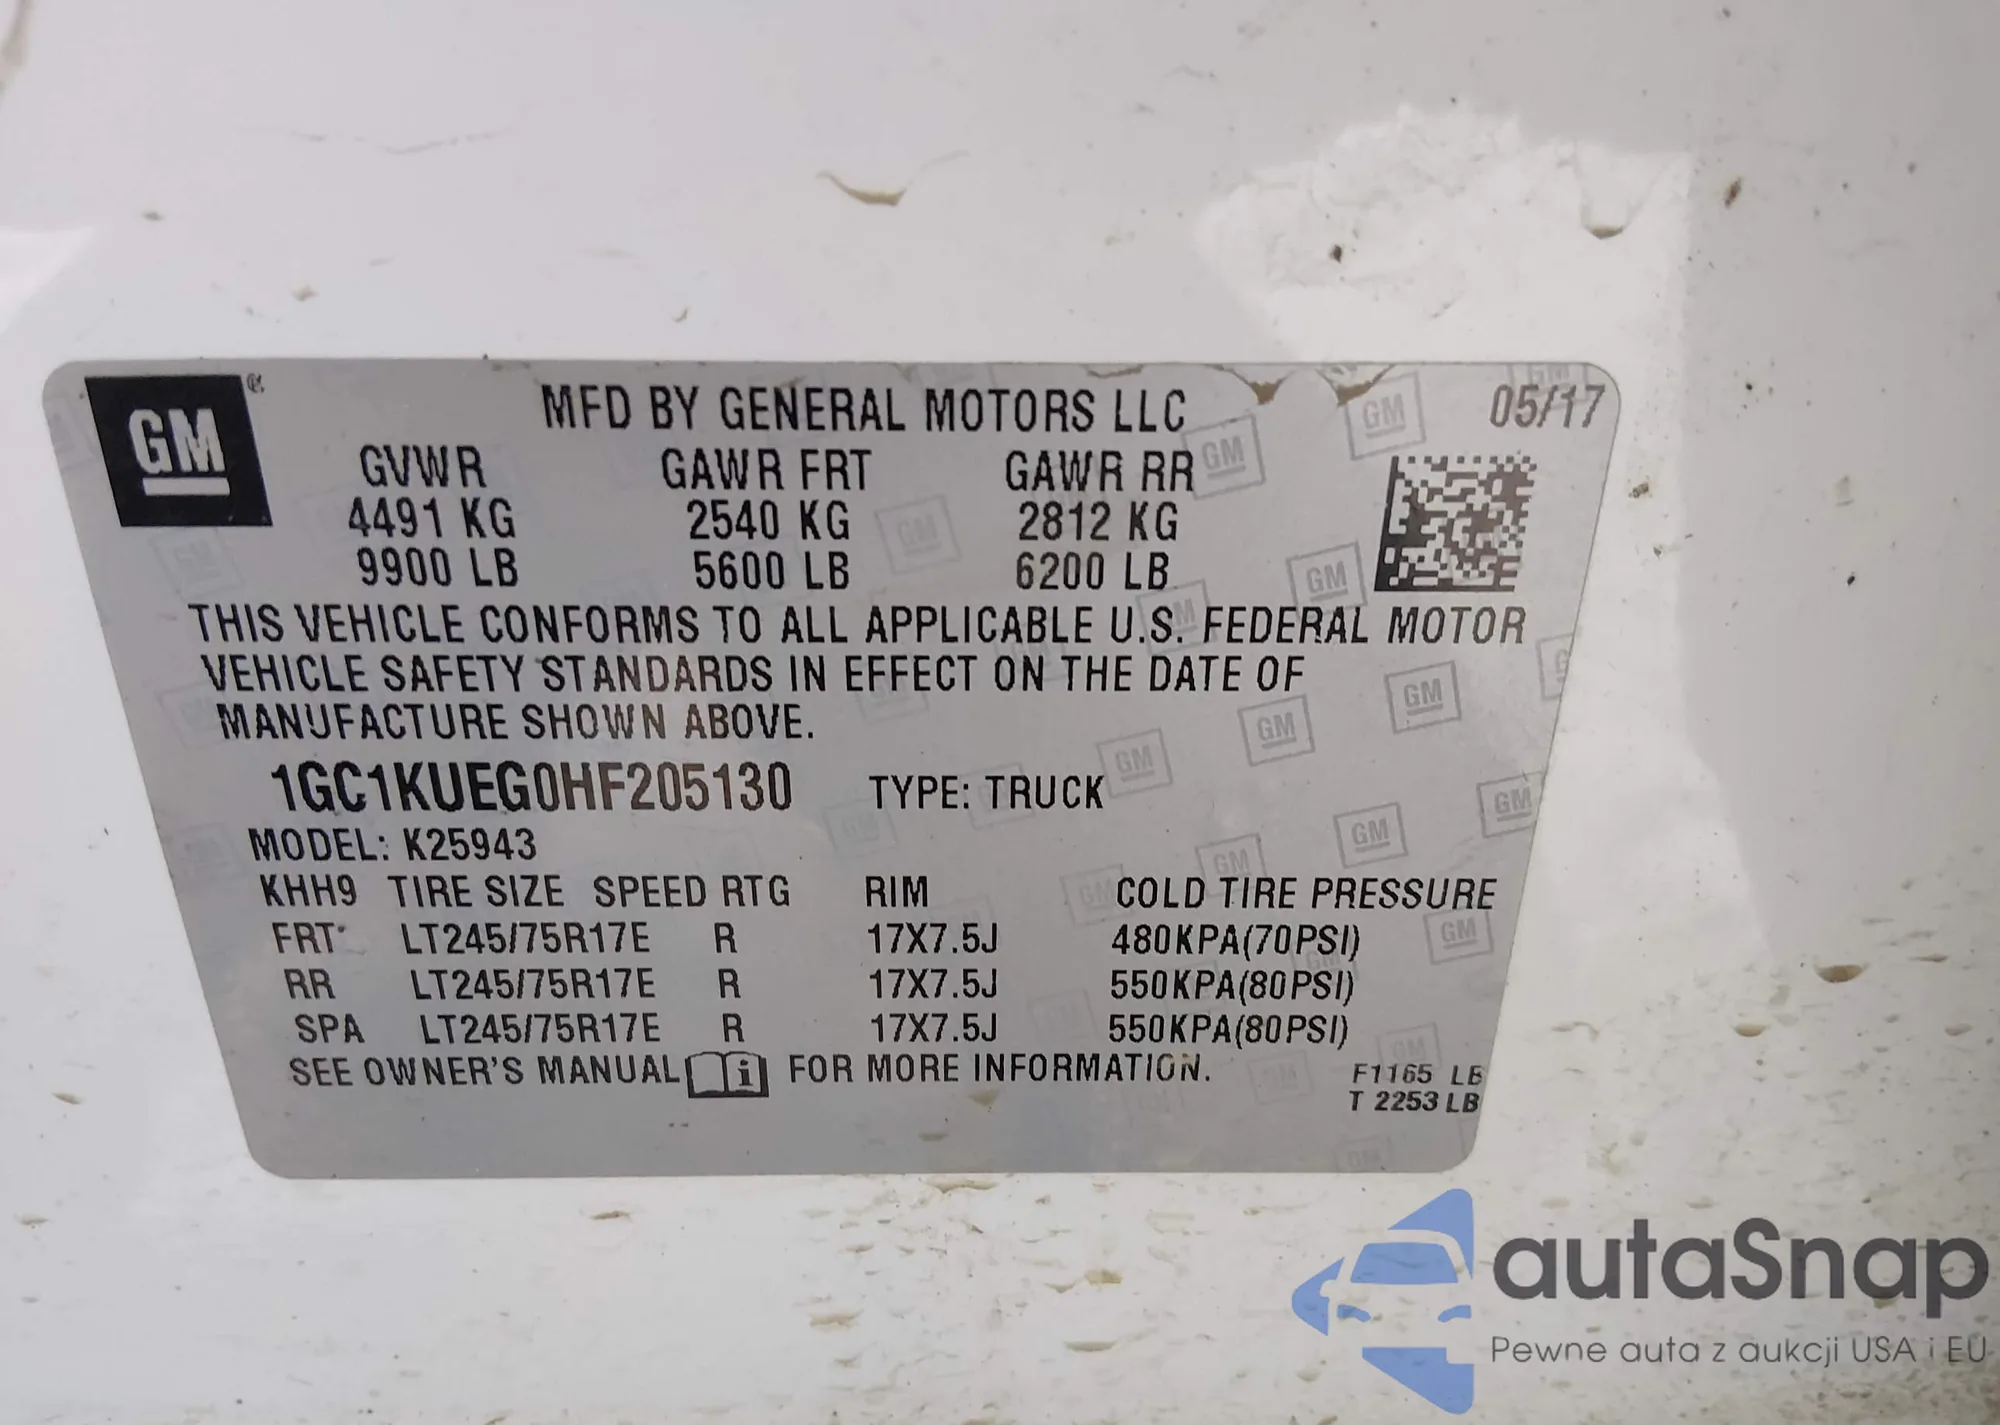 GM
MFD BY GENERAL MOTORS LLC 05/17
GVWR GAWR FRT GAWR RR
4491 KG 2540 KG 2812 KG
9900 LB 5600 LB 6200 LB
THIS VEHICLE CONFORMS TO ALL APPLICABLE U.S. FEDERAL MOTOR
VEHICLE SAFETY STANDARDS IN EFFECT ON THE DATE OF
MANUFACTURE SHOWN ABOVE.
1GC1KUEG0HF205130 TYPE: TRUCK
MODEL: K25943
KHH9 TIRE SIZE SPEED RTG RIM COLD TIRE PRESSURE
FRT LT245/75R17E R 17X7.5J 480KPA(70PSI)
RR LT245/75R17E R 17X7.5J 550KPA(80PSI)
SPA LT245/75R17E R 17X7.5J 550KPA(80PSI)
SEE OWNER'S MANUAL i FOR MORE INFORMATION.
F1165 LB
T 2253 LB
autaSnap
Pewne auta z aukcji USA i EU